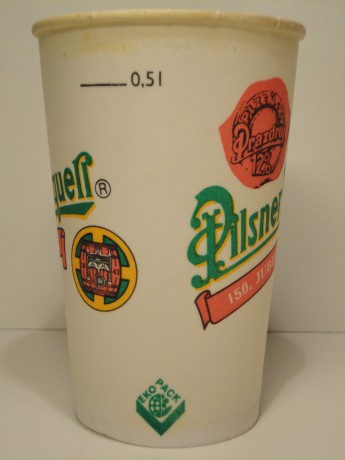 0,5l
Prazdroj
12%
quell ®
Pilsner
150. JUBI
EKO PACK